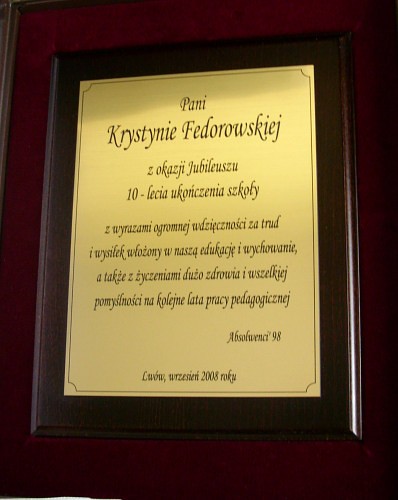 Pani
Krystynie Fedorowskiej
z okazji Jubileuszu
10 - lecia ukończenia szkoły
z wyrazami ogromnej wdzięczności za trud
i wysiłek włożony w naszą edukację i wychowanie,
a także z życzeniami dużo zdrowia i wszelkiej
pomyślności na kolejne lata pracy pedagogicznej
Absolwenci' 98
Lwów, wrzesień 2008 roku